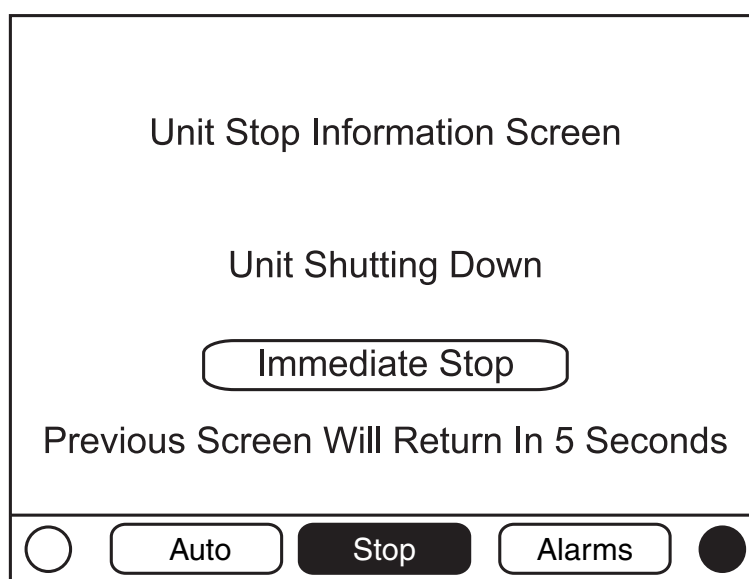 Unit Stop Information Screen
Unit Shutting Down
Immediate Stop
Previous Screen Will Return In 5 Seconds
Auto Stop Alarms